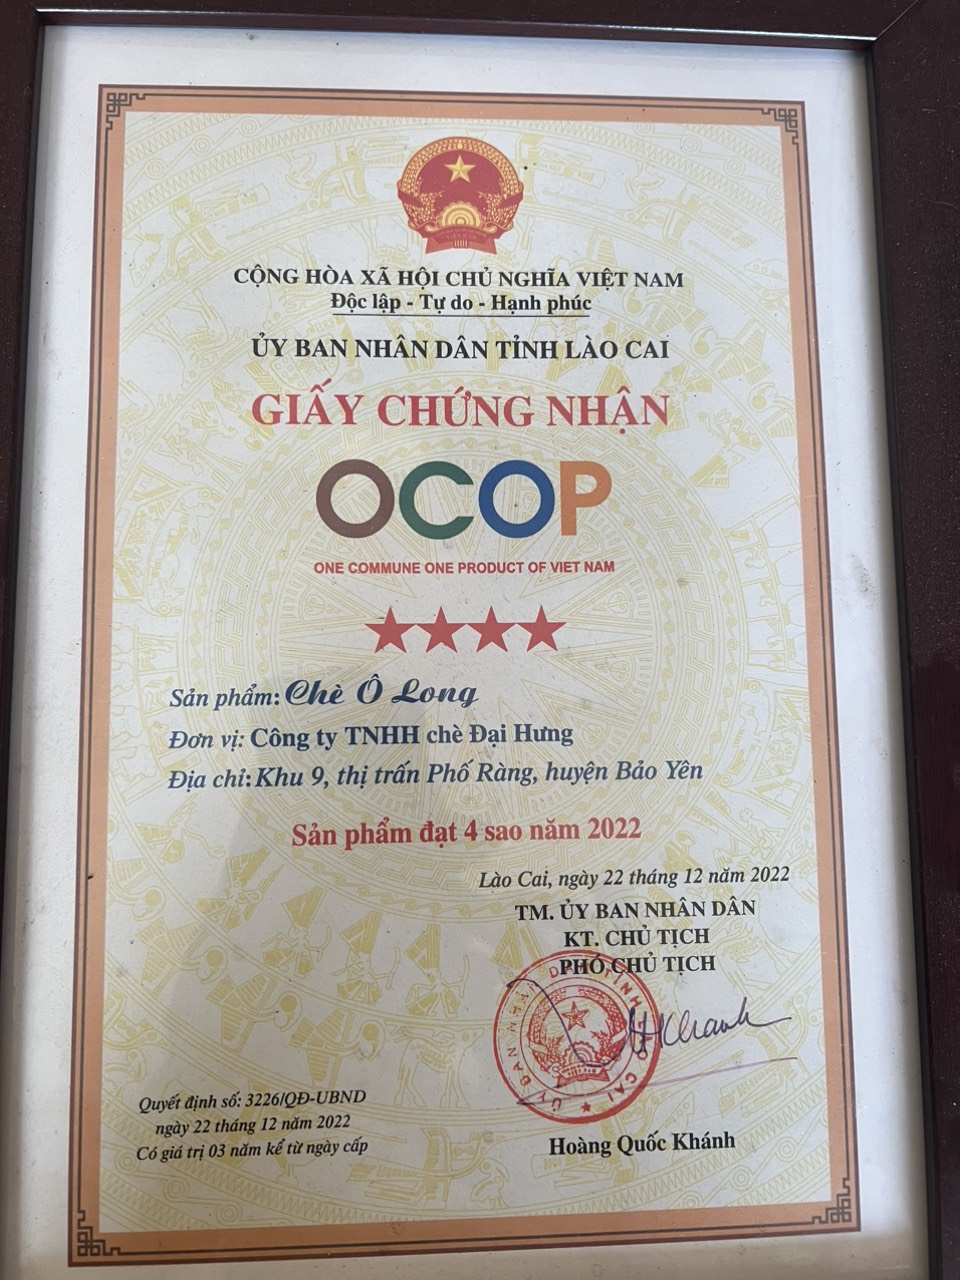 CỘNG HÒA XÃ HỘI CHỦ NGHĨA VIỆT NAM
Độc lập - Tự do - Hạnh phúc
ỦY BAN NHÂN DÂN TỈNH LÀO CAI
GIẤY CHỨNG NHẬN
OCOP
ONE COMMUNE ONE PRODUCT OF VIET NAM
Sản phẩm: Chè Ô Long
Đơn vị: Công ty TNHH chè Đại Hưng
Địa chỉ: Khu 9, thị trấn Phố Ràng, huyện Bảo Yên
Sản phẩm đạt 4 sao năm 2022
Lào Cai, ngày 22 tháng 12 năm 2022
TM. ỦY BAN NHÂN DÂN
KT. CHỦ TỊCH
PHÓ CHỦ TỊCH
Quyết định số: 3226/QĐ-UBND
ngày 22 tháng 12 năm 2022
Có giá trị 03 năm kể từ ngày cấp
Hoàng Quốc Khánh